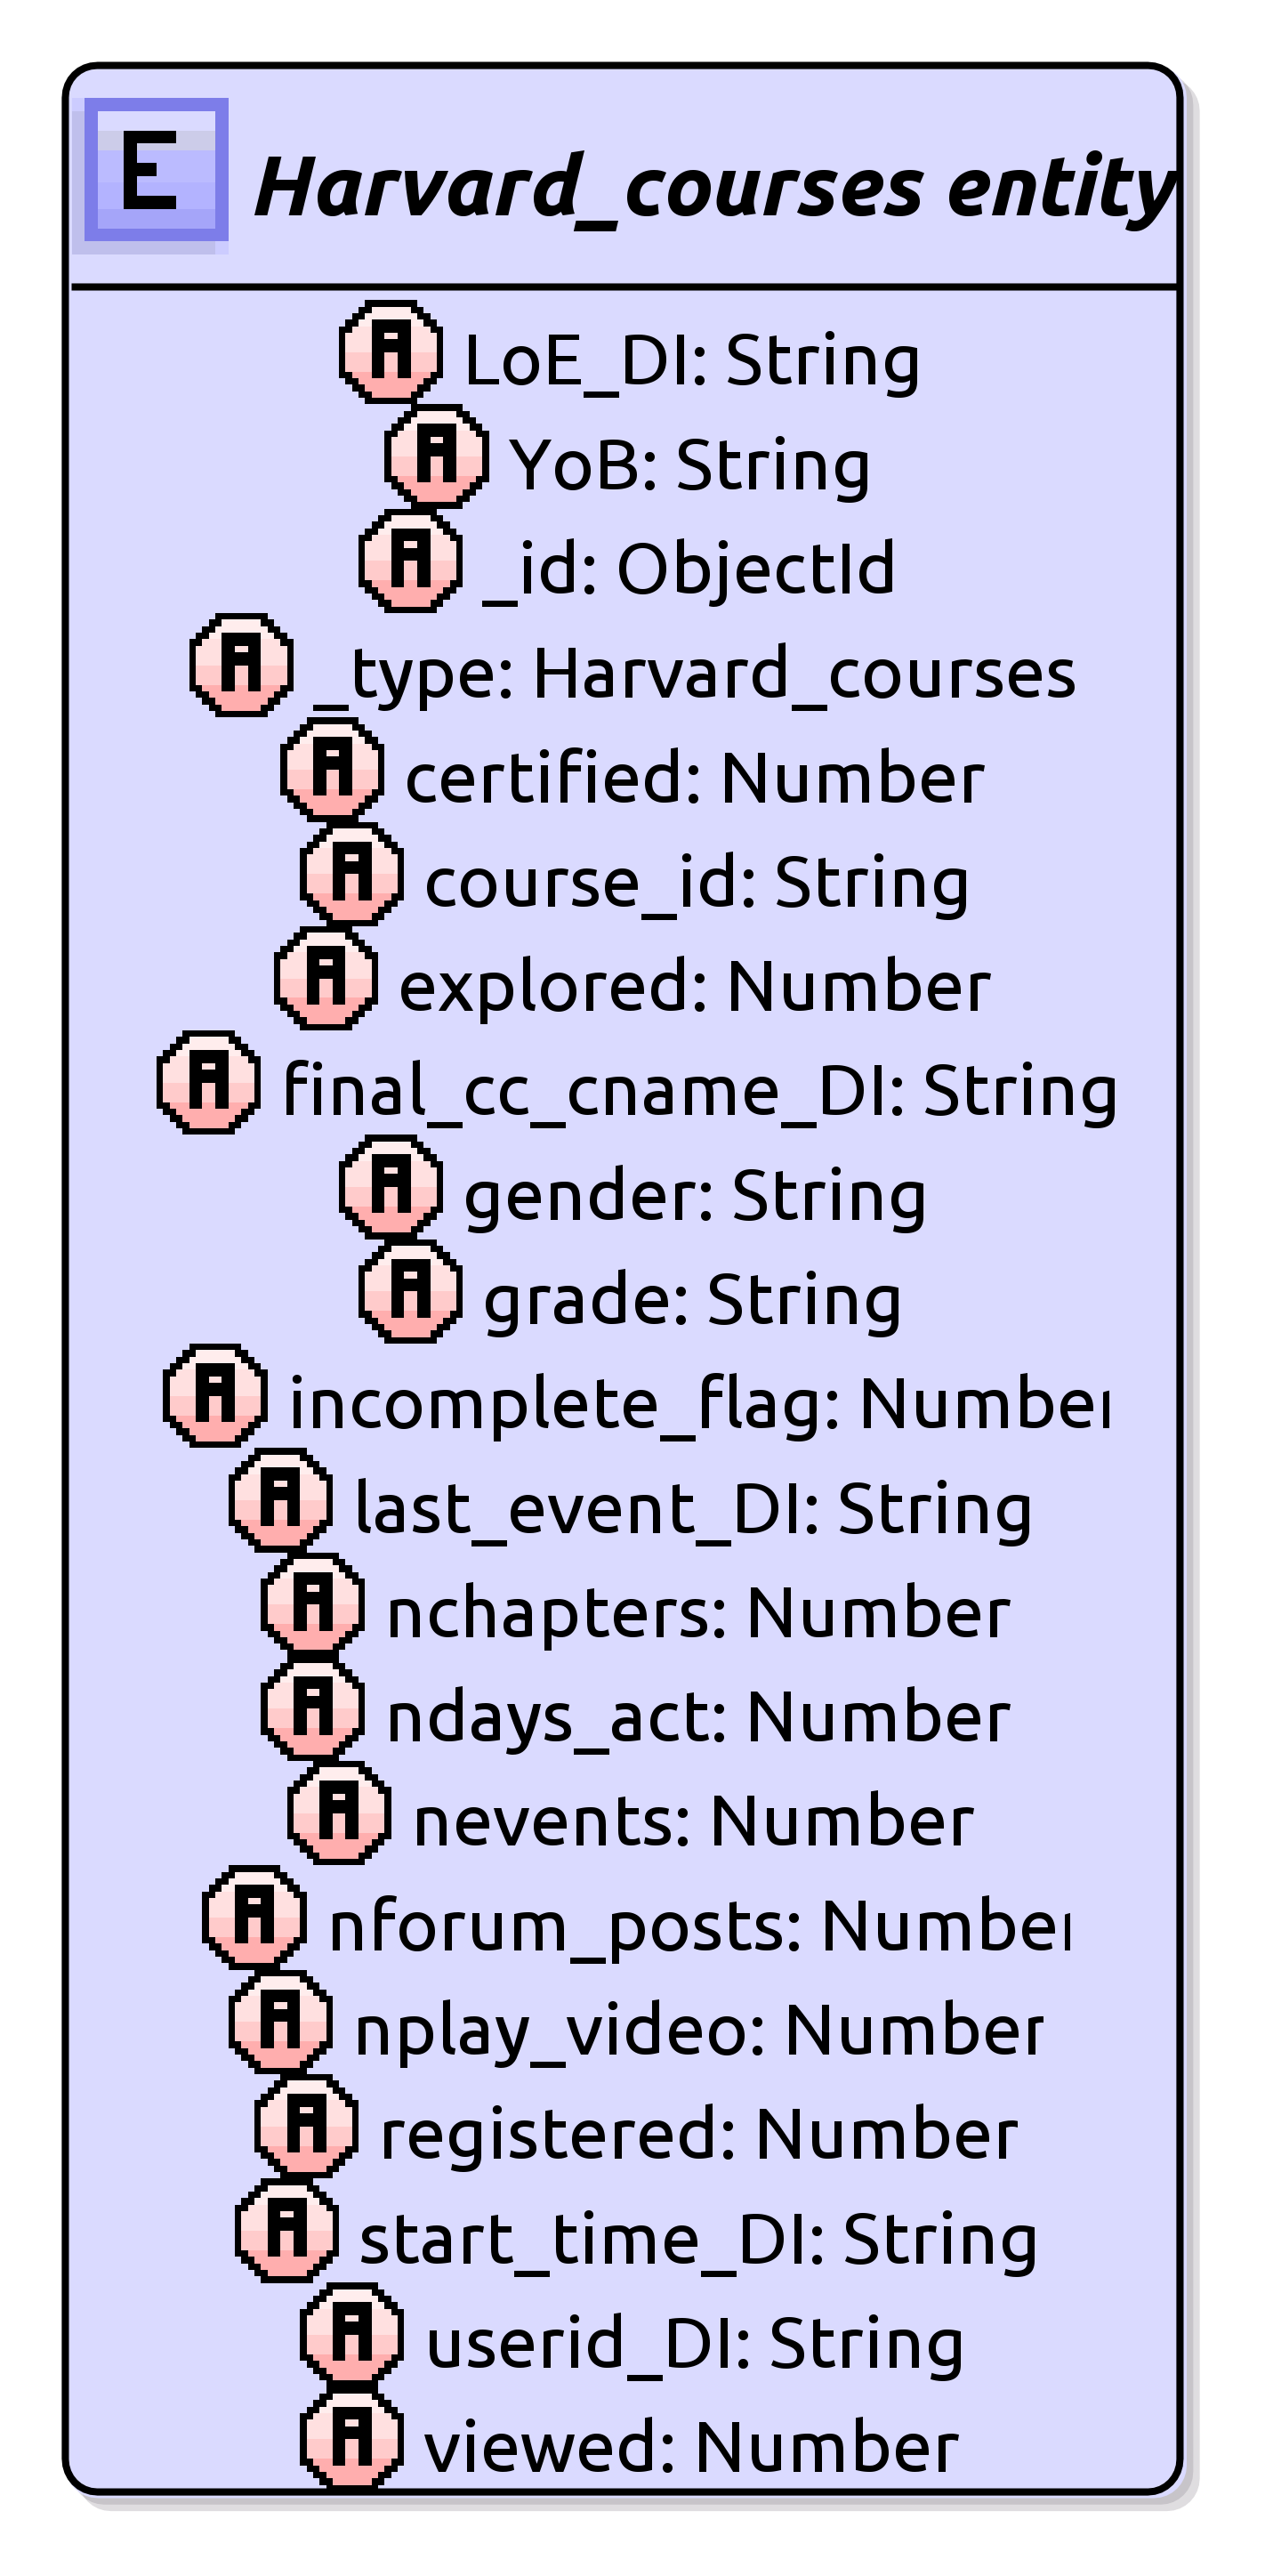 E Harvard_courses entity
A LoE_DI: String
A YoB: String
A _id: ObjectId
A _type: Harvard_courses
A certified: Number
A course_id: String
A explored: Number
A final_cc_cname_DI: String
A gender: String
A grade: String
A incomplete_flag: Number
A last_event_DI: String
A nchapters: Number
A ndays_act: Number
A nevents: Number
A nforum_posts: Number
A nplay_video: Number
A registered: Number
A start_time_DI: String
A userid_DI: String
A viewed: Number